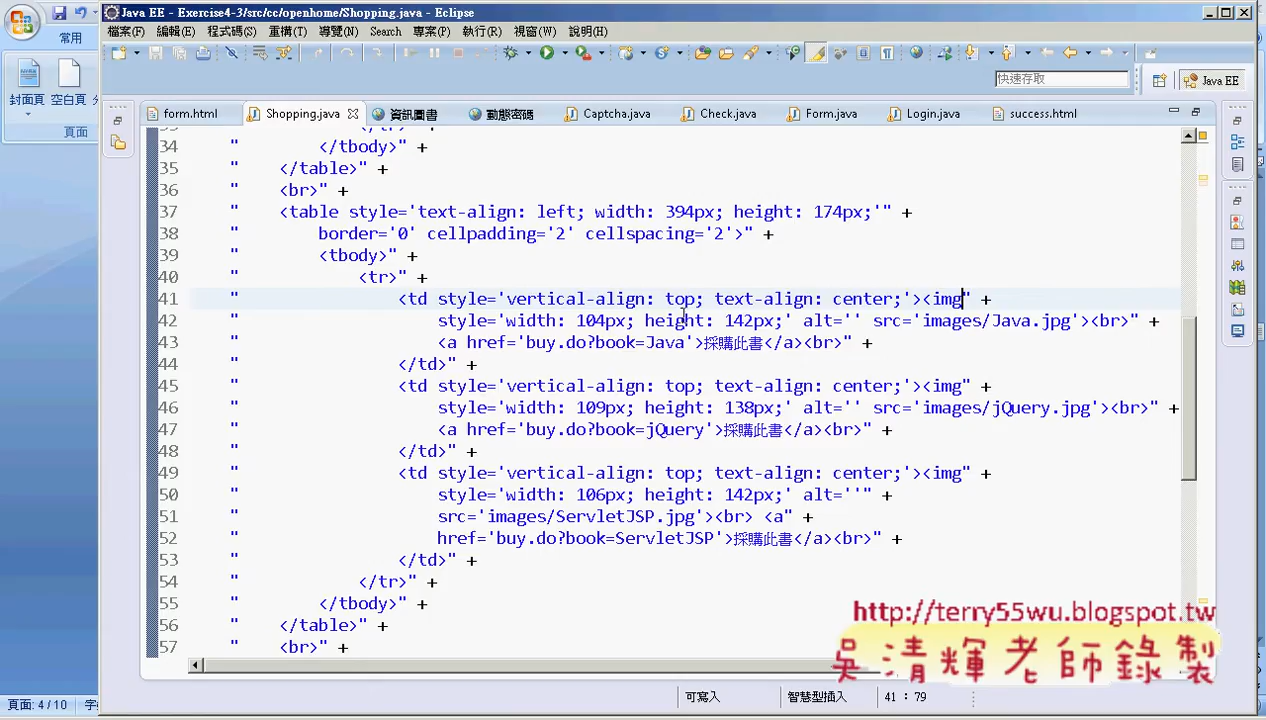 Java EE - Exercise4-3/src/cc/openhome/Shopping.java - Eclipse
檔案(F) 編輯(E) 程式碼(S) 重構(T) 導覽(N) Search 專案(P) 執行(R) 視窗(W) 說明(H)
常用
快速存取 Java EE
封面頁 空白頁
頁面
form.html Shopping.java 資訊圖書 動態密碼 Captcha.java Check.java Form.java Login.java success.html
34 " </tbody>" +
35 " </table>" +
36 " <br>" +
37 " <table style='text-align: left; width: 394px; height: 174px;'" +
38 " border='0' cellpadding='2' cellspacing='2'>" +
39 " <tbody>" +
40 " <tr>" +
41 " <td style='vertical-align: top; text-align: center;'><img" +
42 " style='width: 104px; height: 142px;' alt='' src='images/Java.jpg'><br>" +
43 " <a href='buy.do?book=Java'>採購此書</a><br>" +
44 " </td>" +
45 " <td style='vertical-align: top; text-align: center;'><img" +
46 " style='width: 109px; height: 138px;' alt='' src='images/jQuery.jpg'><br>" +
47 " <a href='buy.do?book=jQuery'>採購此書</a><br>" +
48 " </td>" +
49 " <td style='vertical-align: top; text-align: center;'><img" +
50 " style='width: 106px; height: 142px;' alt=''" +
51 " src='images/ServletJSP.jpg'><br> <a" +
52 " href='buy.do?book=ServletJSP'>採購此書</a><br>" +
53 " </td>" +
54 " </tr>" +
55 " </tbody>" +
56 " </table>" +
57 " <br>" +
http://terry55wu.blogspot.tw
吳清輝老師錄製
頁面: 4 / 10 可寫入 智慧型插入 41 : 79